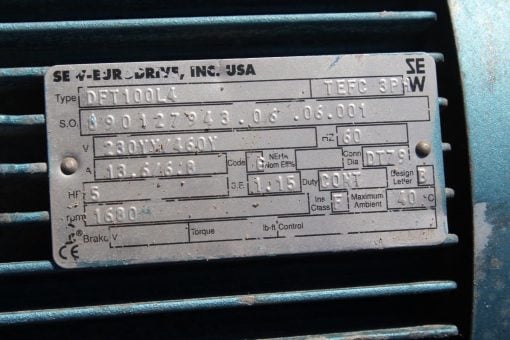 SEW-EURODRIVE, INC. USA
SEW
Type DFT100L4 TEFC 3PH
S.O. 890127943.06.06.001
V 230YY/460Y HZ 60
A 13.6/6.8 Code NEMA Nom Eff% Conn Dia DT79
HP 5 S.F. 1.15 Duty CONT Design Letter B
rpm 1680 Ins Class F Maximum Ambient 40 °C
CE Brake V Torque lb-ft Control